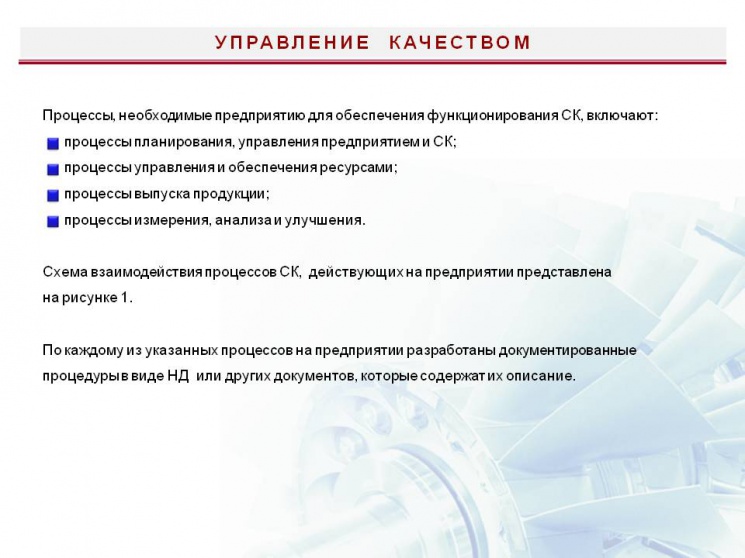 УПРАВЛЕНИЕ КАЧЕСТВОМ
Процессы, необходимые предприятию для обеспечения функционирования СК, включают:
процессы планирования, управления предприятием и СК;
процессы управления и обеспечения ресурсами;
процессы выпуска продукции;
процессы измерения, анализа и улучшения.
Схема взаимодействия процессов СК, действующих на предприятии представлена
на рисунке 1.
По каждому из указанных процессов на предприятии разработаны документированные
процедуры в виде НД или других документов, которые содержат их описание.